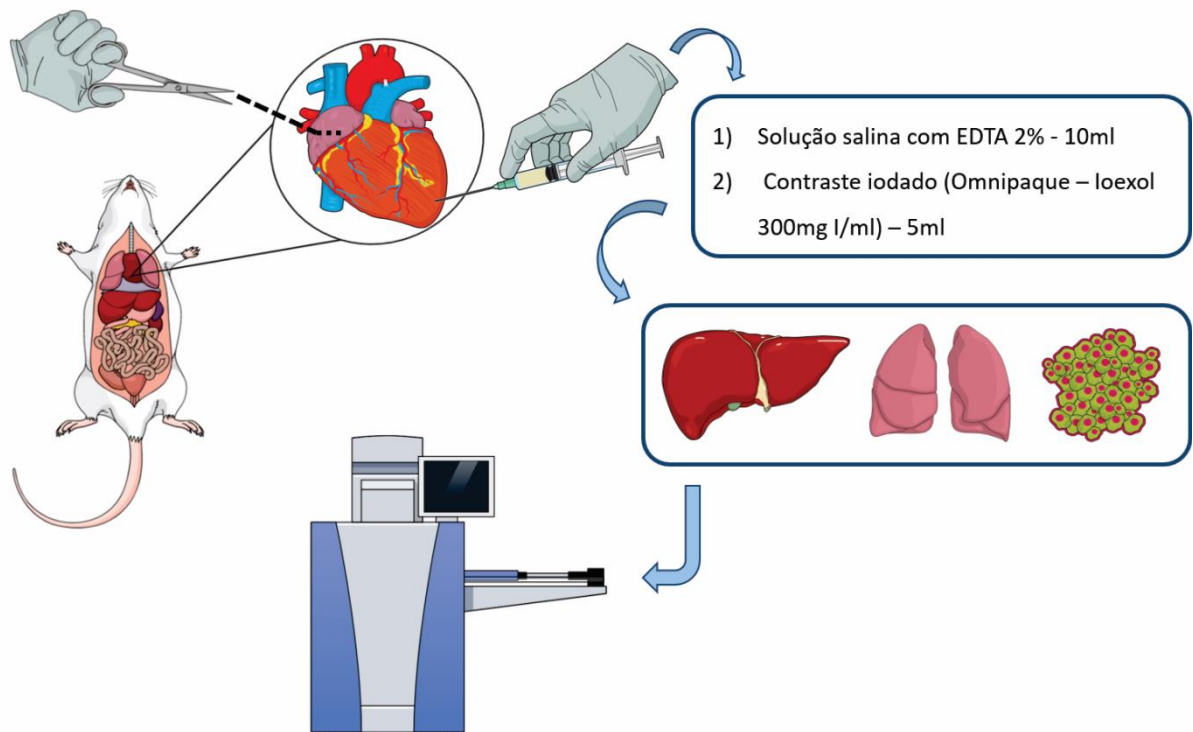 1) Solução salina com EDTA 2% - 10ml
2) Contraste iodado (Omnipaque – Ioexol
300mg I/ml) – 5ml